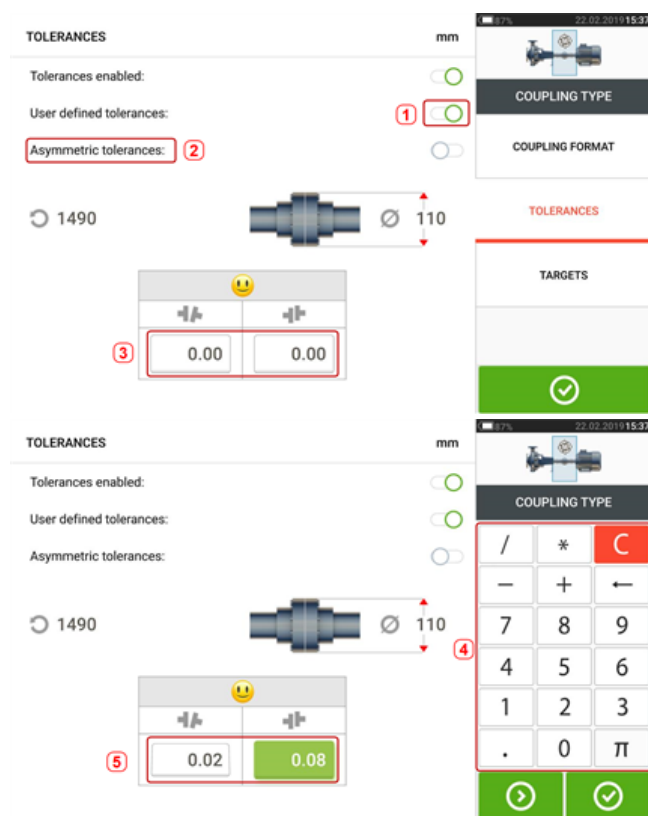 87% 22.02.2019 15:37
TOLERANCES mm
Tolerances enabled:
COUPLING TYPE
User defined tolerances: 1
Asymmetric tolerances: 2
COUPLING FORMAT
1490 Ø 110
TOLERANCES
TARGETS
3 0.00 0.00
87% 22.02.2019 15:37
TOLERANCES mm
Tolerances enabled:
COUPLING TYPE
User defined tolerances:
Asymmetric tolerances:
/ * C
− + ←
1490 Ø 110
7 8 9
4
4 5 6
1 2 3
5 0.02 0.08
. 0 π